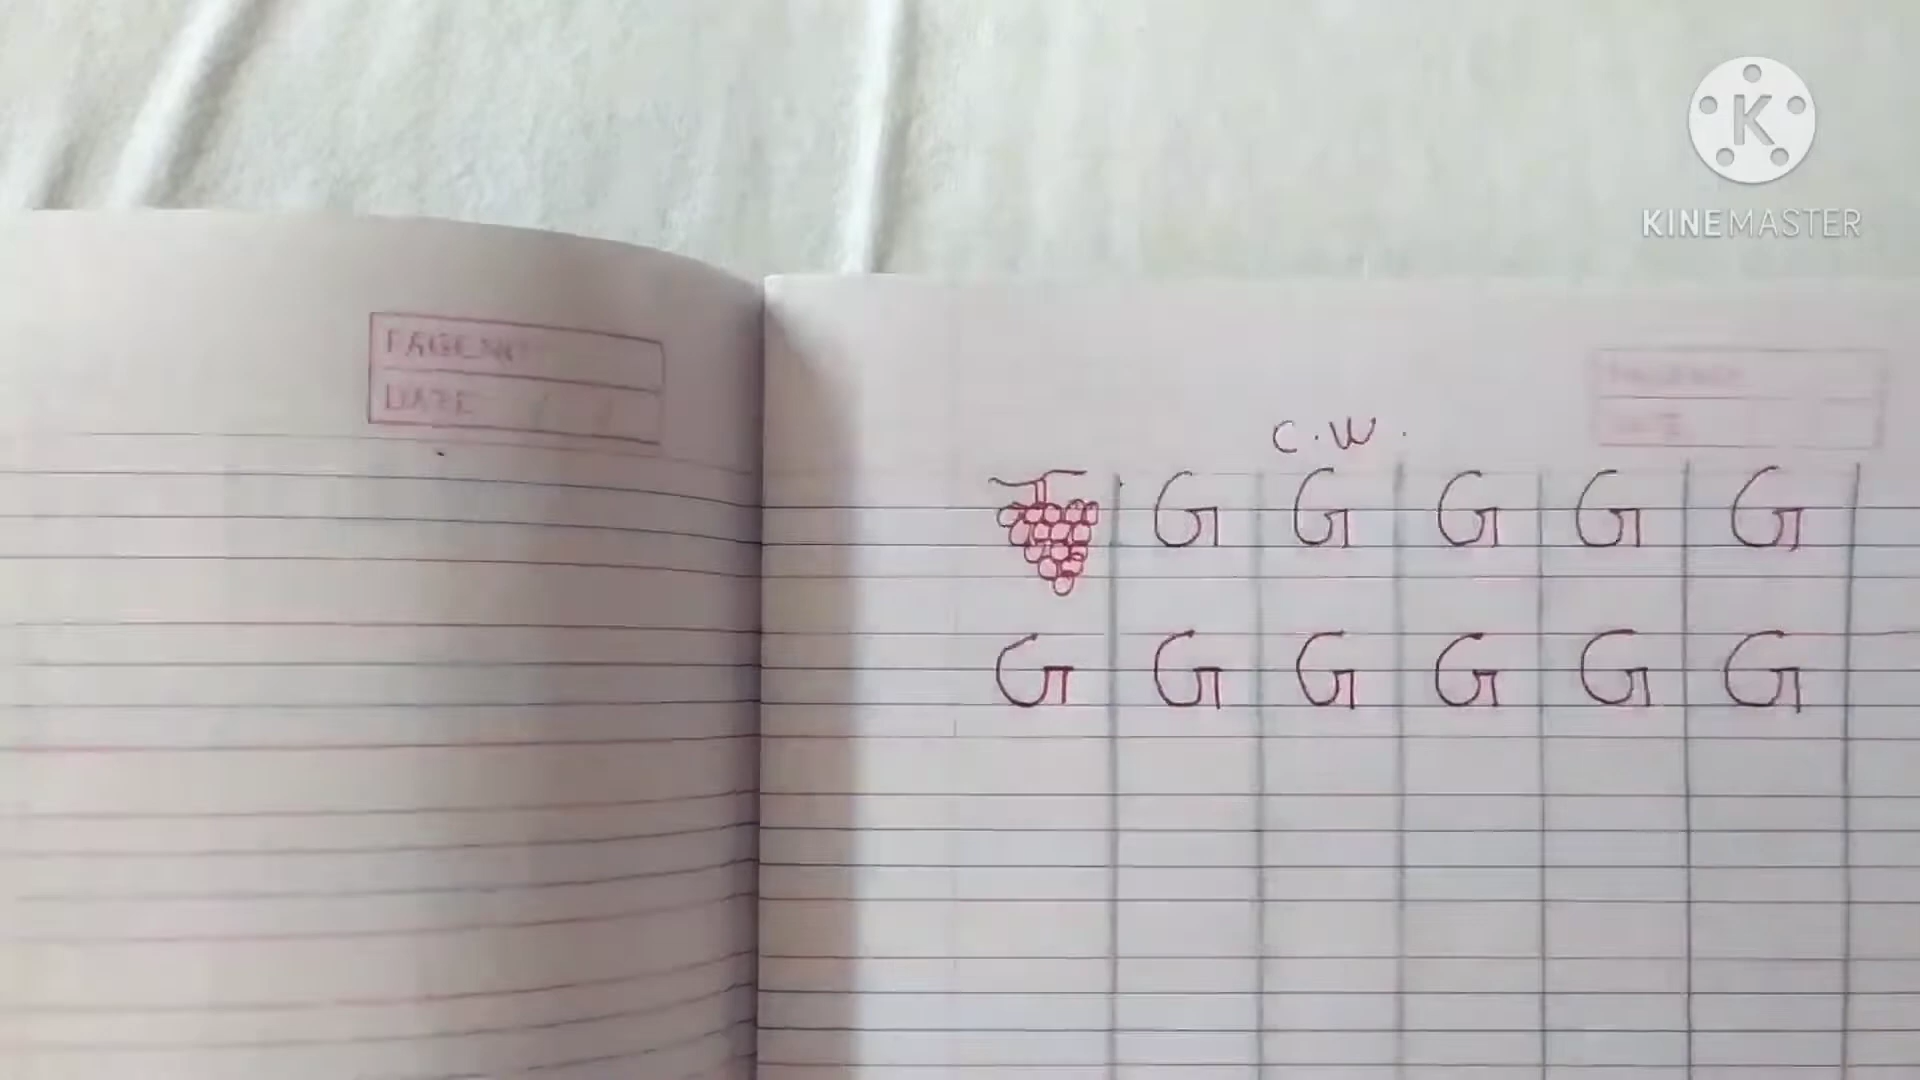 KINEMASTER
PAGE NO
DATE / /
C.W.
G G G G G
G G G G G G